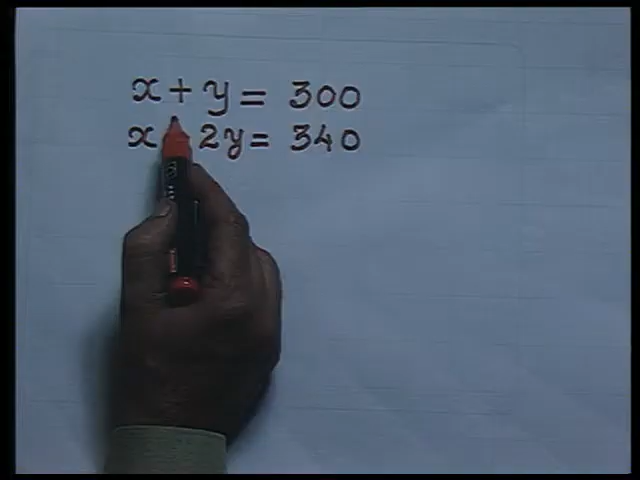 x + y = 300
x 2y = 340